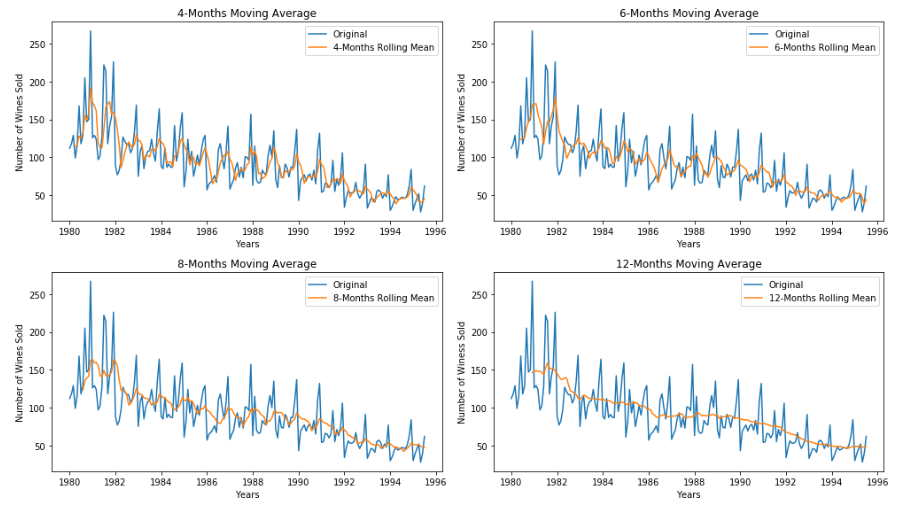 4-Months Moving Average
Original
4-Months Rolling Mean
Number of Wines Sold
250
200
150
100
50
1980 1982 1984 1986 1988 1990 1992 1994 1996
Years
6-Months Moving Average
Original
6-Months Rolling Mean
Number of Wines Sold
250
200
150
100
50
1980 1982 1984 1986 1988 1990 1992 1994 1996
Years
8-Months Moving Average
Original
8-Months Rolling Mean
Number of Wines Sold
250
200
150
100
50
1980 1982 1984 1986 1988 1990 1992 1994 1996
Years
12-Months Moving Average
Original
12-Months Rolling Mean
Number of Winess Sold
250
200
150
100
50
1980 1982 1984 1986 1988 1990 1992 1994 1996
Years